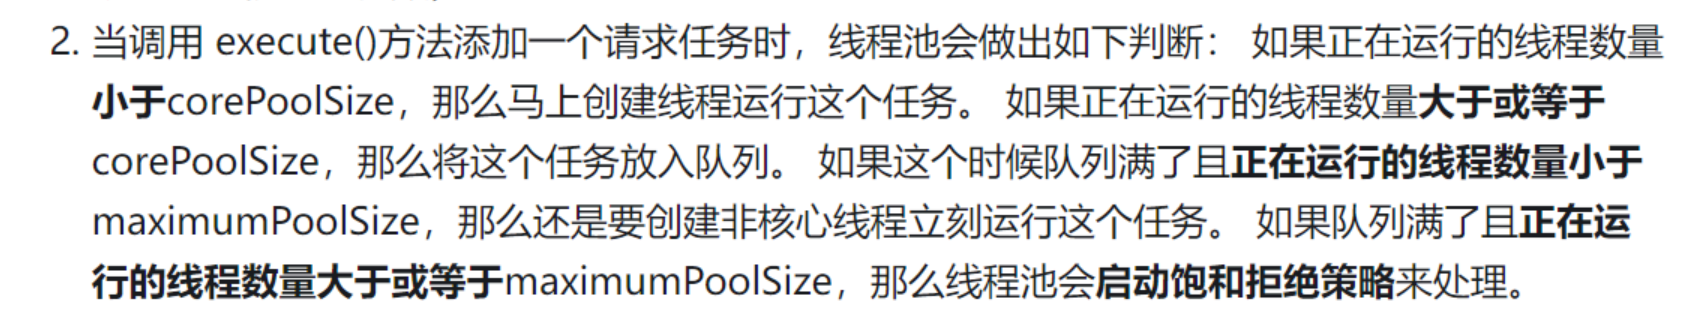 2. 当调用 execute()方法添加一个请求任务时，线程池会做出如下判断： 如果正在运行的线程数量
小于corePoolSize，那么马上创建线程运行这个任务。 如果正在运行的线程数量大于或等于
corePoolSize，那么将这个任务放入队列。 如果这个时候队列满了且正在运行的线程数量小于
maximumPoolSize，那么还是要创建非核心线程立刻运行这个任务。 如果队列满了且正在运
行的线程数量大于或等于maximumPoolSize，那么线程池会启动饱和拒绝策略来处理。